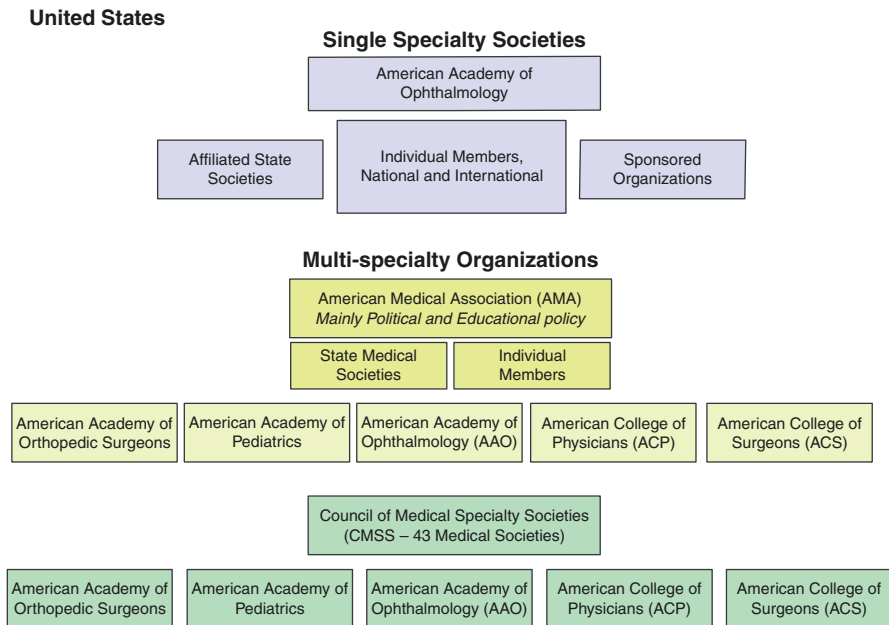 United States
Single Specialty Societies
American Academy of
Ophthalmology
Affiliated State
Societies
Individual Members,
National and International
Sponsored
Organizations
Multi-specialty Organizations
American Medical Association (AMA)
Mainly Political and Educational policy
State Medical
Societies
Individual
Members
American Academy of
Orthopedic Surgeons
American Academy of
Pediatrics
American Academy of
Ophthalmology (AAO)
American College of
Physicians (ACP)
American College of
Surgeons (ACS)
Council of Medical Specialty Societies
(CMSS – 43 Medical Societies)
American Academy of
Orthopedic Surgeons
American Academy of
Pediatrics
American Academy of
Ophthalmology (AAO)
American College of
Physicians (ACP)
American College of
Surgeons (ACS)